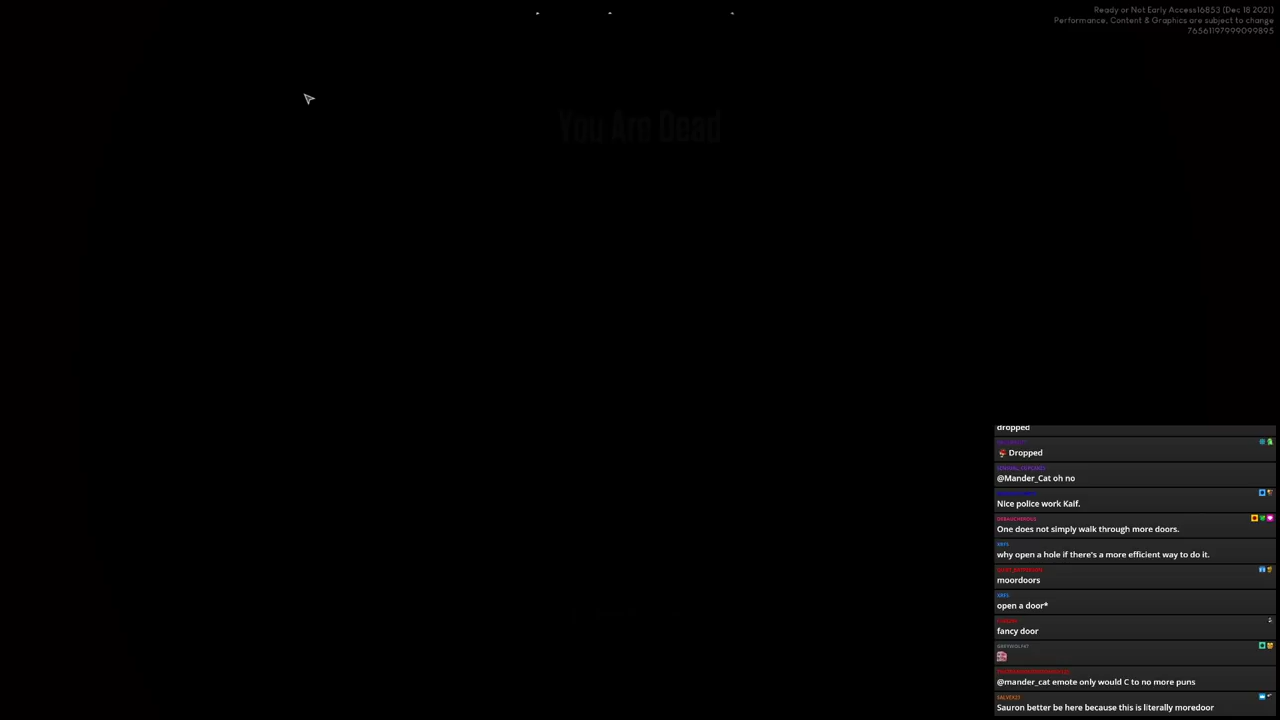 Ready or Not Early Access16853 (Dec 18 2021)
Performance, Content & Graphics are subject to change
76561197999099895
You Are Dead
dropped
Dropped
@Mander_Cat oh no
Nice police work Kalf.
One does not simply walk through more doors.
XRFS
why open a hole if there's a more efficient way to do it.
moordoors
XRFS
open a door*
fancy door
GREYWOLF47
@mander_cat emote only would C to no more puns
Sauron better be here because this is literally moredoor